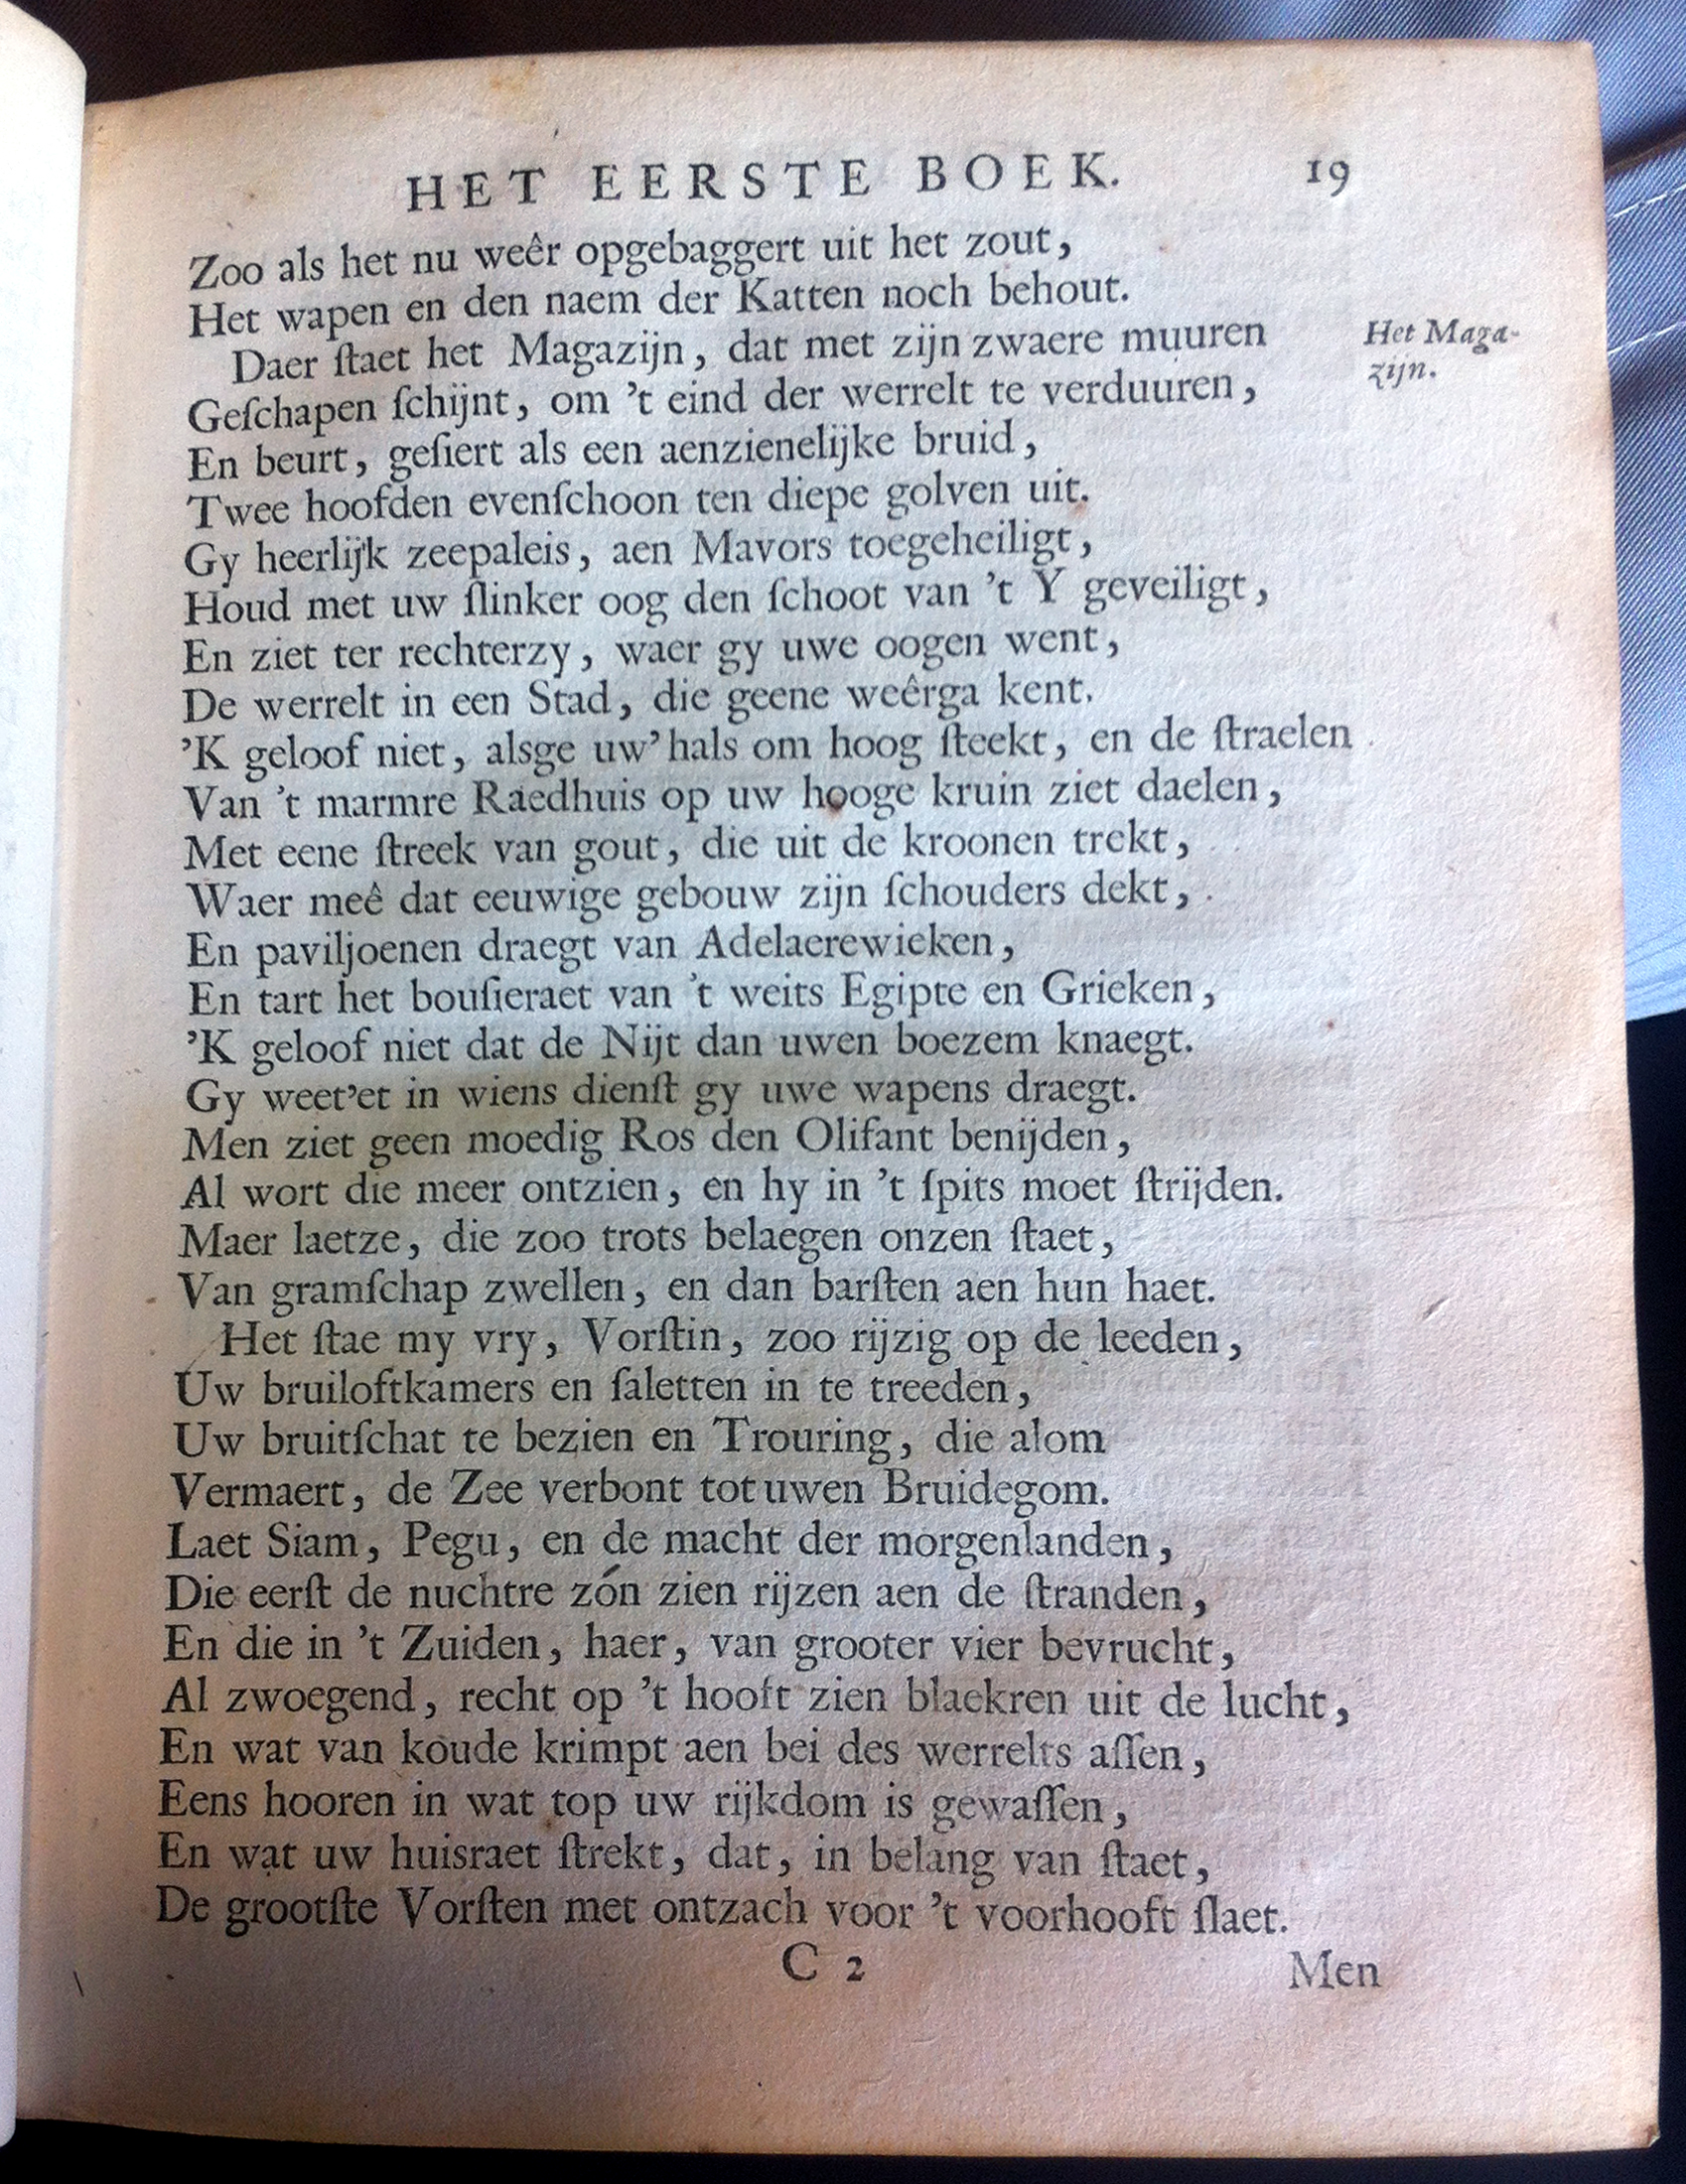 HET EERSTE BOEK. 19
Zoo als het nu weêr opgebaggert uit het zout,
Het wapen en den naem der Katten noch behout.
Daer ſtaet het Magazijn, dat met zijn zwaere muuren
Het Maga-
zijn.
Geſchapen ſchijnt, om 't eind der werrelt te verduuren,
En beurt, geſiert als een aenzienelijke bruid,
Twee hoofden evenſchoon ten diepe golven uit.
Gy heerlijk zeepaleis, aen Mavors toegeheiligt,
Houd met uw ſlinker oog den ſchoot van 't Y geveiligt,
En ziet ter rechterzy, waer gy uwe oogen went,
De werrelt in een Stad, die geene weêrga kent.
'K geloof niet, alsge uw' hals om hoog ſteekt, en de ſtraelen
Van 't marmre Raedhuis op uw hooge kruin ziet daelen,
Met eene ſtreek van gout, die uit de kroonen trekt,
Waer meê dat eeuwige gebouw zijn ſchouders dekt,
En paviljoenen draegt van Adelaerewieken,
En tart het bouſieraet van 't weits Egipte en Grieken,
'K geloof niet dat de Nijt dan uwen boezem knaegt.
Gy weet'et in wiens dienſt gy uwe wapens draegt.
Men ziet geen moedig Ros den Olifant benijden,
Al wort die meer ontzien, en hy in 't ſpits moet ſtrijden.
Maer laetze, die zoo trots belaegen onzen ſtaet,
Van gramſchap zwellen, en dan barſten aen hun haet.
Het ſtae my vry, Vorſtin, zoo rijzig op de leeden,
Uw bruiloftkamers en ſaletten in te treeden,
Uw bruitſchat te bezien en Trouring, die alom
Vermaert, de Zee verbont tot uwen Bruidegom.
Laet Siam, Pegu, en de macht der morgenlanden,
Die eerſt de nuchtre zón zien rijzen aen de ſtranden,
En die in 't Zuiden, haer, van grooter vier bevrucht,
Al zwoegend, recht op 't hooft zien blaekren uit de lucht,
En wat van koude krimpt aen bei des werrelts aſſen,
Eens hooren in wat top uw rijkdom is gewaſſen,
En wat uw huisraet ſtrekt, dat, in belang van ſtaet,
De grootſte Vorſten met ontzach voor 't voorhooft ſlaet.
C 2 Men